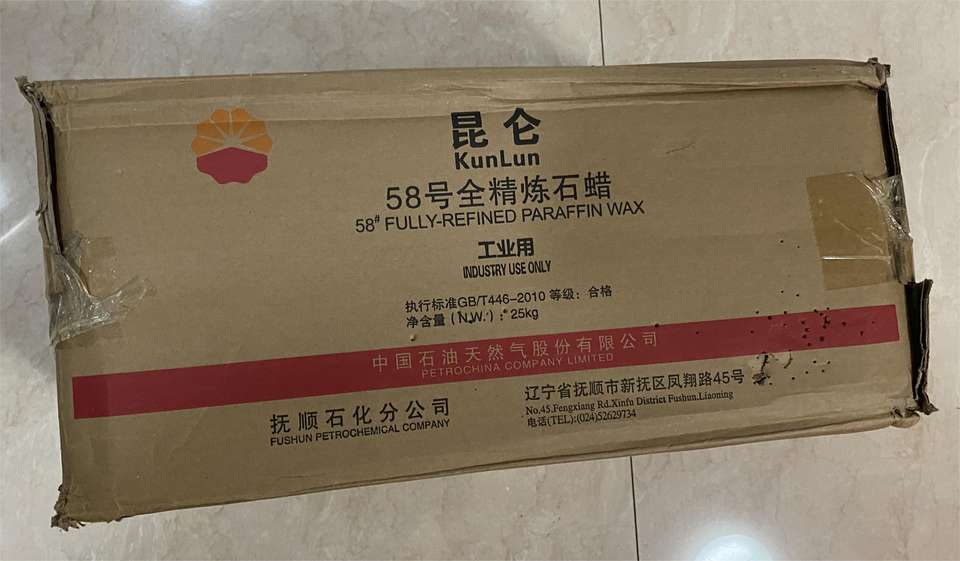 昆仑
KunLun
58号全精炼石蜡
58# FULLY-REFINED PARAFFIN WAX
工业用
INDUSTRY USE ONLY
执行标准GB/T446-2010 等级：合格
净含量（N.W.）：25kg
中国石油天然气股份有限公司
PETROCHINA COMPANY LIMITED
抚顺石化分公司
FUSHUN PETROCHEMICAL COMPANY
辽宁省抚顺市新抚区凤翔路45号
No.45.Fengxiang Rd.Xinfu District Fushun.Liaoning
电话(TEL):(024)52629734